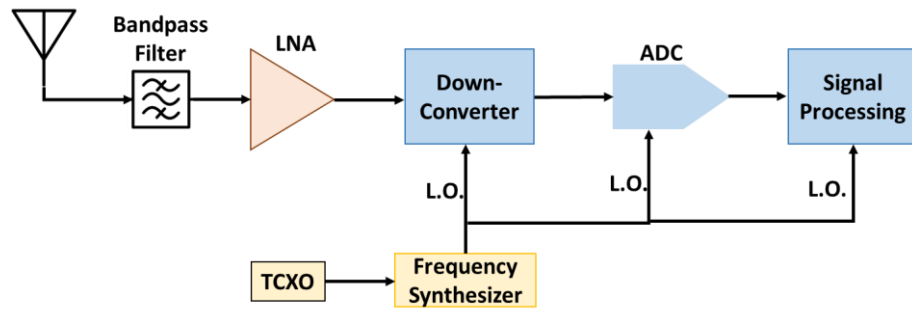 Bandpass
Filter
LNA
Down-
Converter
ADC
Signal
Processing
L.O.
L.O.
L.O.
TCXO
Frequency
Synthesizer